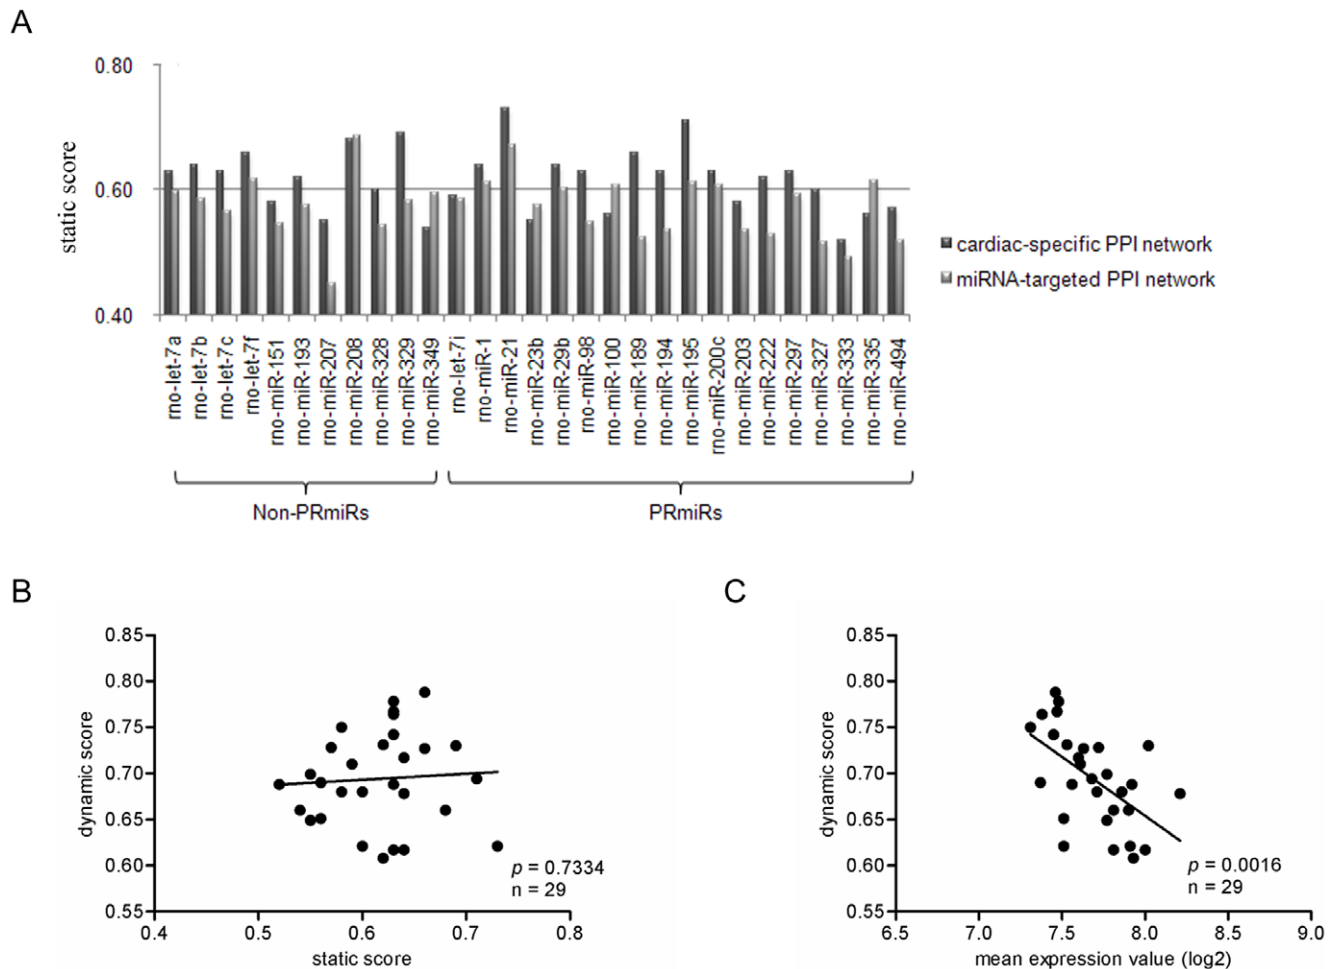 A
0.80
0.60
0.40
static score
cardiac-specific PPI network
miRNA-targeted PPI network
rno-let-7a
rno-let-7b
rno-let-7c
rno-let-7f
rno-miR-151
rno-miR-193
rno-miR-207
rno-miR-208
rno-miR-328
rno-miR-329
rno-miR-349
rno-let-7i
rno-miR-1
rno-miR-21
rno-miR-23b
rno-miR-29b
rno-miR-98
rno-miR-100
rno-miR-189
rno-miR-194
rno-miR-195
rno-miR-200c
rno-miR-203
rno-miR-222
rno-miR-297
rno-miR-327
rno-miR-333
rno-miR-335
rno-miR-494
Non-PRmiRs
PRmiRs
B
0.85
0.80
0.75
0.70
0.65
0.60
0.55
dynamic score
p = 0.7334
n = 29
0.4 0.5 0.6 0.7 0.8
static score
C
0.85
0.80
0.75
0.70
0.65
0.60
0.55
dynamic score
p = 0.0016
n = 29
6.5 7.0 7.5 8.0 8.5 9.0
mean expression value (log2)